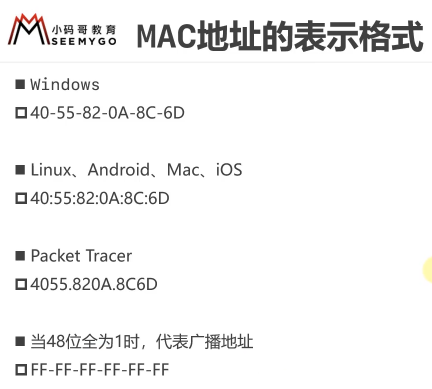 小码哥教育
SEEMYGO
MAC地址的表示格式
Windows
40-55-82-0A-8C-6D
Linux、Android、Mac、iOS
40:55:82:0A:8C:6D
Packet Tracer
4055.820A.8C6D
当48位全为1时，代表广播地址
FF-FF-FF-FF-FF-FF